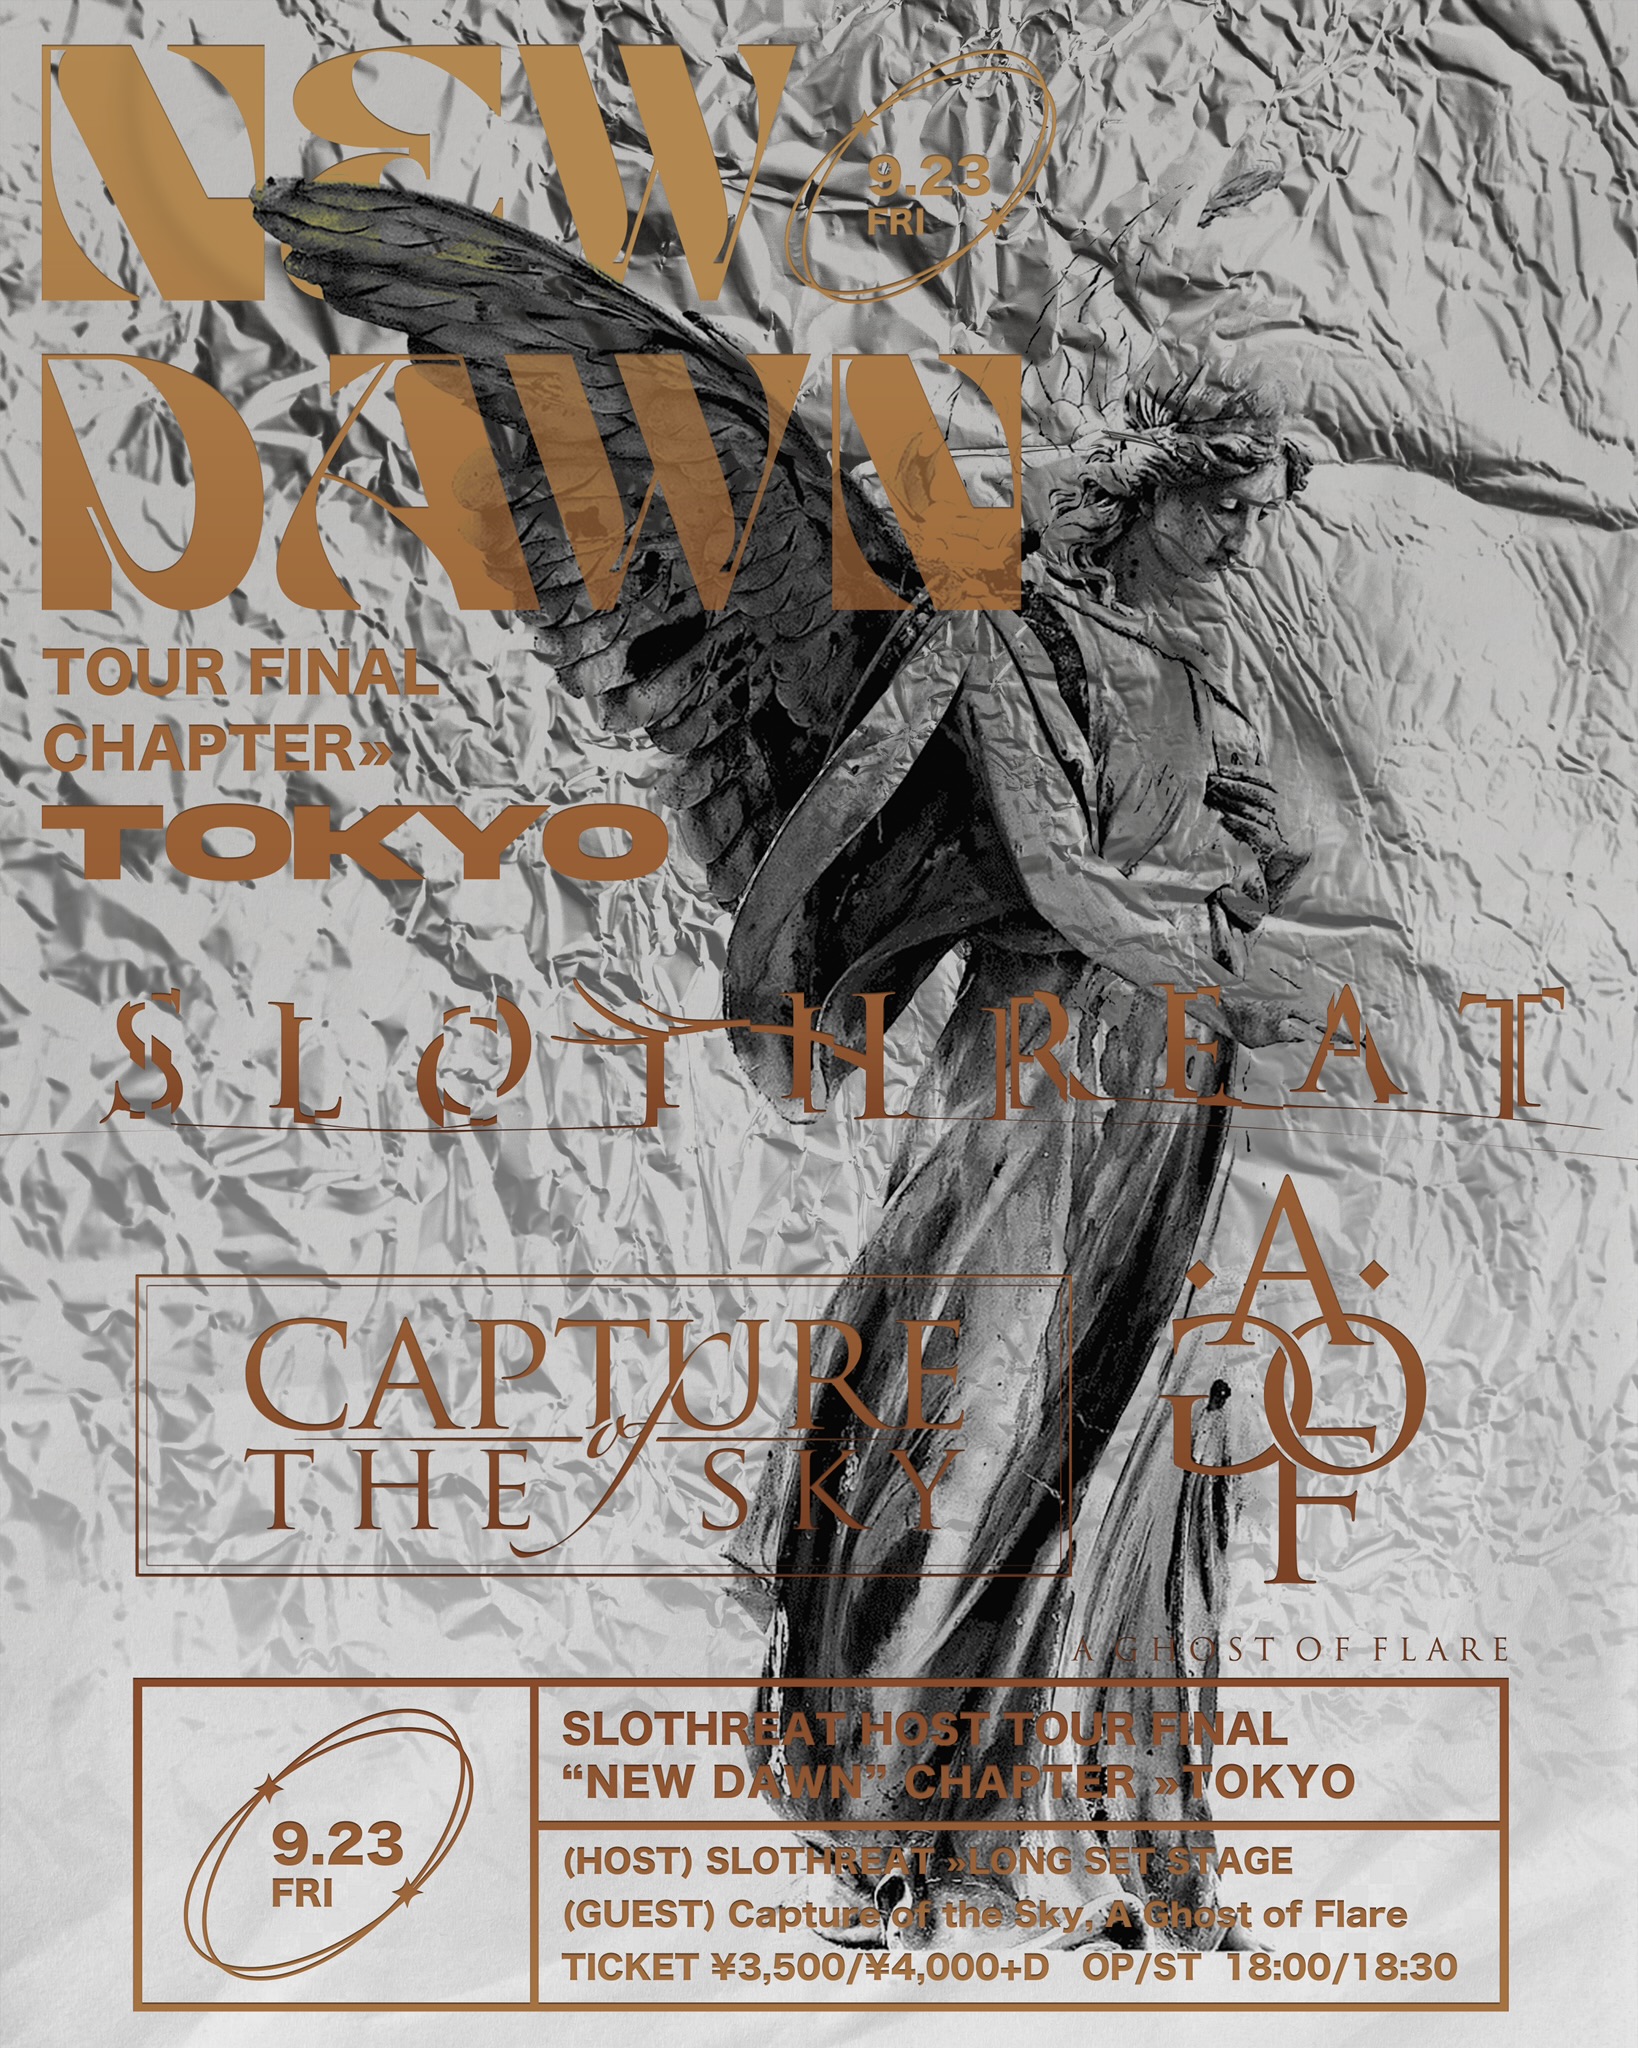 NEW
9.23
FRI
DAWN
TOUR FINAL
CHAPTER»
TOKYO
SLOTHREAT
CAPTURE
of
THE SKY
A
G O
F
A GHOST OF FLARE
9.23
FRI
SLOTHREAT HOST TOUR FINAL
“NEW DAWN” CHAPTER »TOKYO
(HOST) SLOTHREAT »LONG SET STAGE
(GUEST) Capture of the Sky, A Ghost of Flare
TICKET ¥3,500/¥4,000+D OP/ST 18:00/18:30